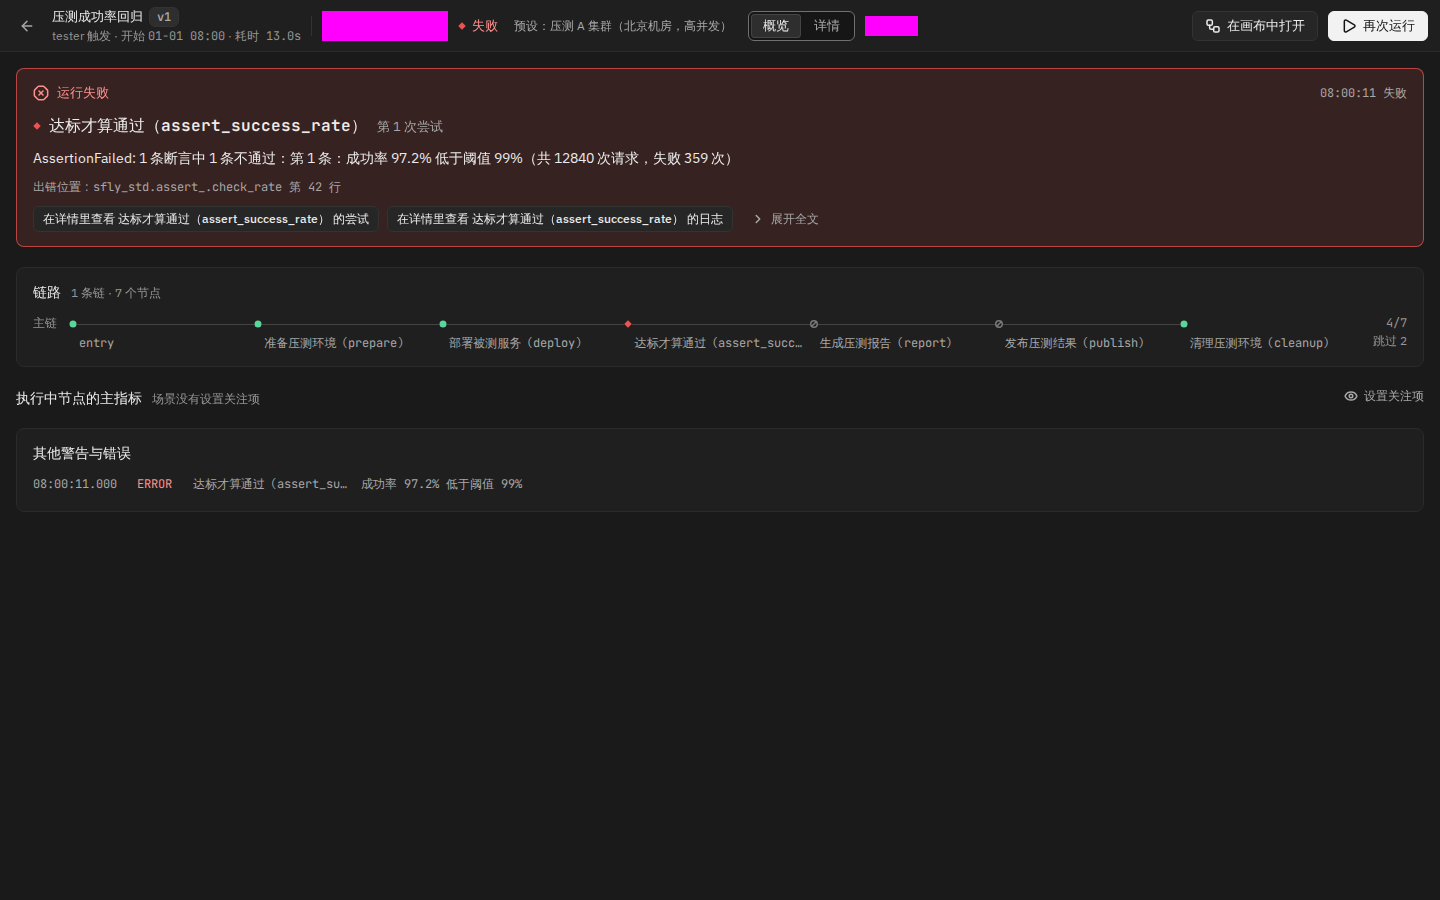 压测成功率回归 v1
tester 触发 · 开始 01-01 08:00 · 耗时 13.0s
失败
预设：压测 A 集群（北京机房，高并发）
概览
详情
在画布中打开
再次运行
运行失败
08:00:11 失败
达标才算通过（assert_success_rate） 第 1 次尝试
AssertionFailed: 1 条断言中 1 条不通过：第 1 条：成功率 97.2% 低于阈值 99%（共 12840 次请求，失败 359 次）
出错位置：sfly_std.assert_.check_rate 第 42 行
在详情里查看 达标才算通过（assert_success_rate） 的尝试
在详情里查看 达标才算通过（assert_success_rate） 的日志
展开全文
链路 1 条链 · 7 个节点
主链
entry
准备压测环境（prepare）
部署被测服务（deploy）
达标才算通过（assert_succ…
生成压测报告（report）
发布压测结果（publish）
清理压测环境（cleanup）
4/7
跳过 2
执行中节点的主指标 场景没有设置关注项
设置关注项
其他警告与错误
08:00:11.000 ERROR 达标才算通过（assert_su… 成功率 97.2% 低于阈值 99%